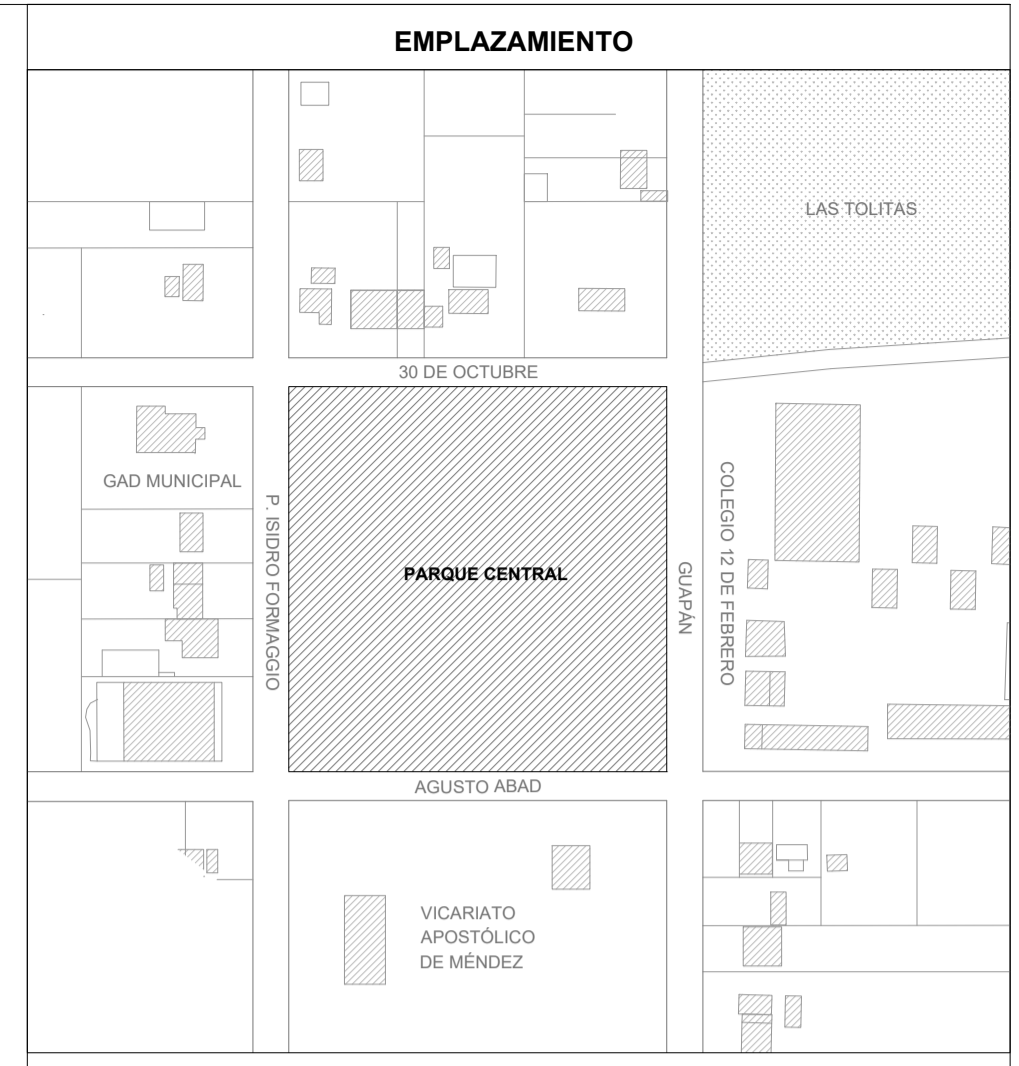 EMPLAZAMIENTO
LAS TOLITAS
30 DE OCTUBRE
GAD MUNICIPAL
P. ISIDRO FORMAGGIO
PARQUE CENTRAL
GUAPÁN
COLEGIO 12 DE FEBRERO
AGUSTO ABAD
VICARIATO
APOSTÓLICO
DE MÉNDEZ